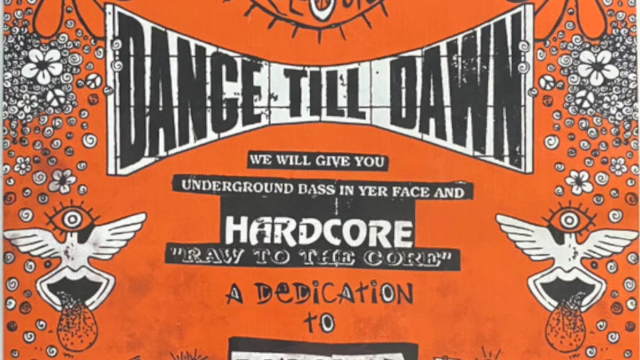 DANCE TILL DAWN
WE WILL GIVE YOU
UNDERGROUND BASS IN YER FACE AND
HARDCORE
"RAW TO THE CORE"
A DEDICATION
TO